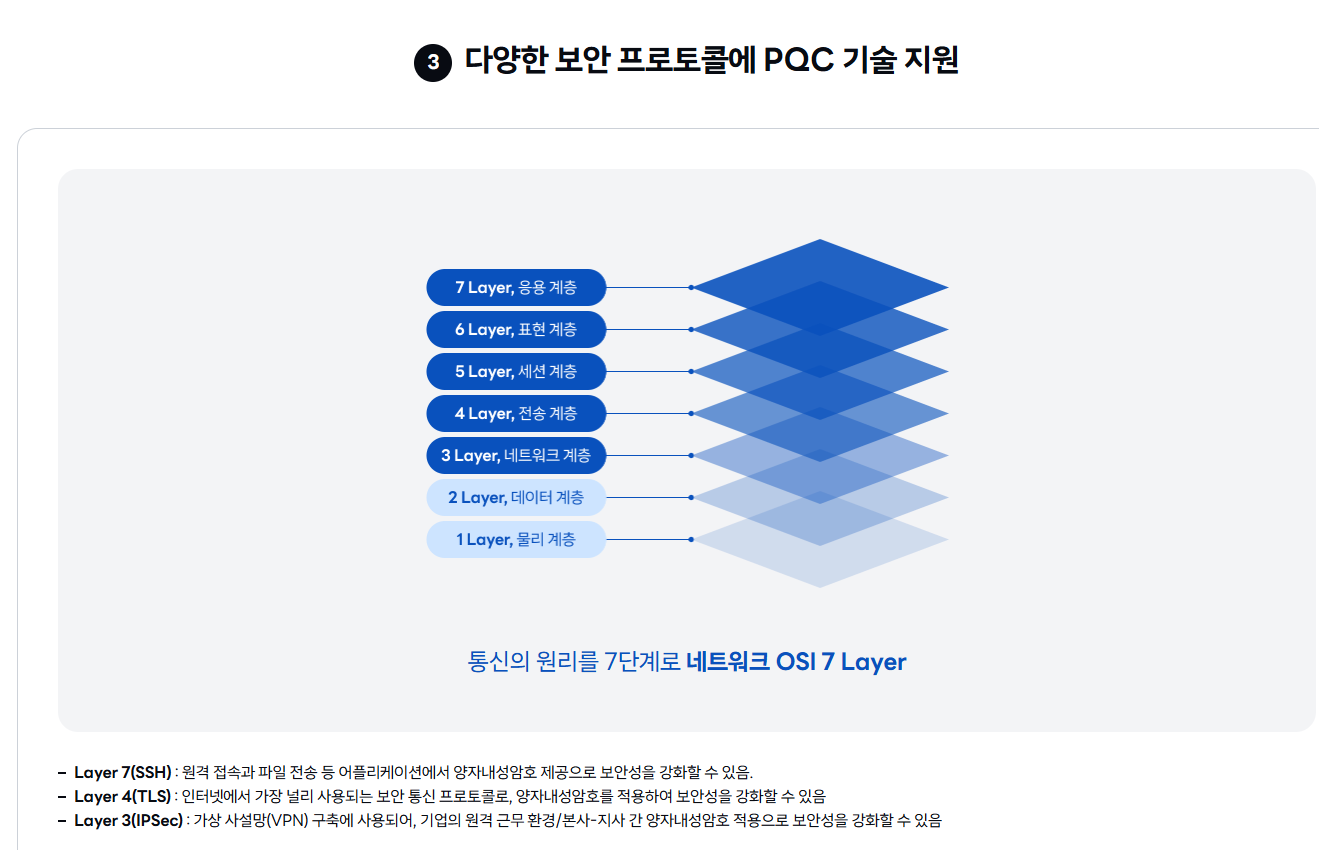 3 다양한 보안 프로토콜에 PQC 기술 지원
7 Layer, 응용 계층
6 Layer, 표현 계층
5 Layer, 세션 계층
4 Layer, 전송 계층
3 Layer, 네트워크 계층
2 Layer, 데이터 계층
1 Layer, 물리 계층
통신의 원리를 7단계로 네트워크 OSI 7 Layer
– Layer 7(SSH) : 원격 접속과 파일 전송 등 어플리케이션에서 양자내성암호 제공으로 보안성을 강화할 수 있음.
– Layer 4(TLS) : 인터넷에서 가장 널리 사용되는 보안 통신 프로토콜로, 양자내성암호를 적용하여 보안성을 강화할 수 있음
– Layer 3(IPSec) : 가상 사설망(VPN) 구축에 사용되어, 기업의 원격 근무 환경/본사-지사 간 양자내성암호 적용으로 보안성을 강화할 수 있음